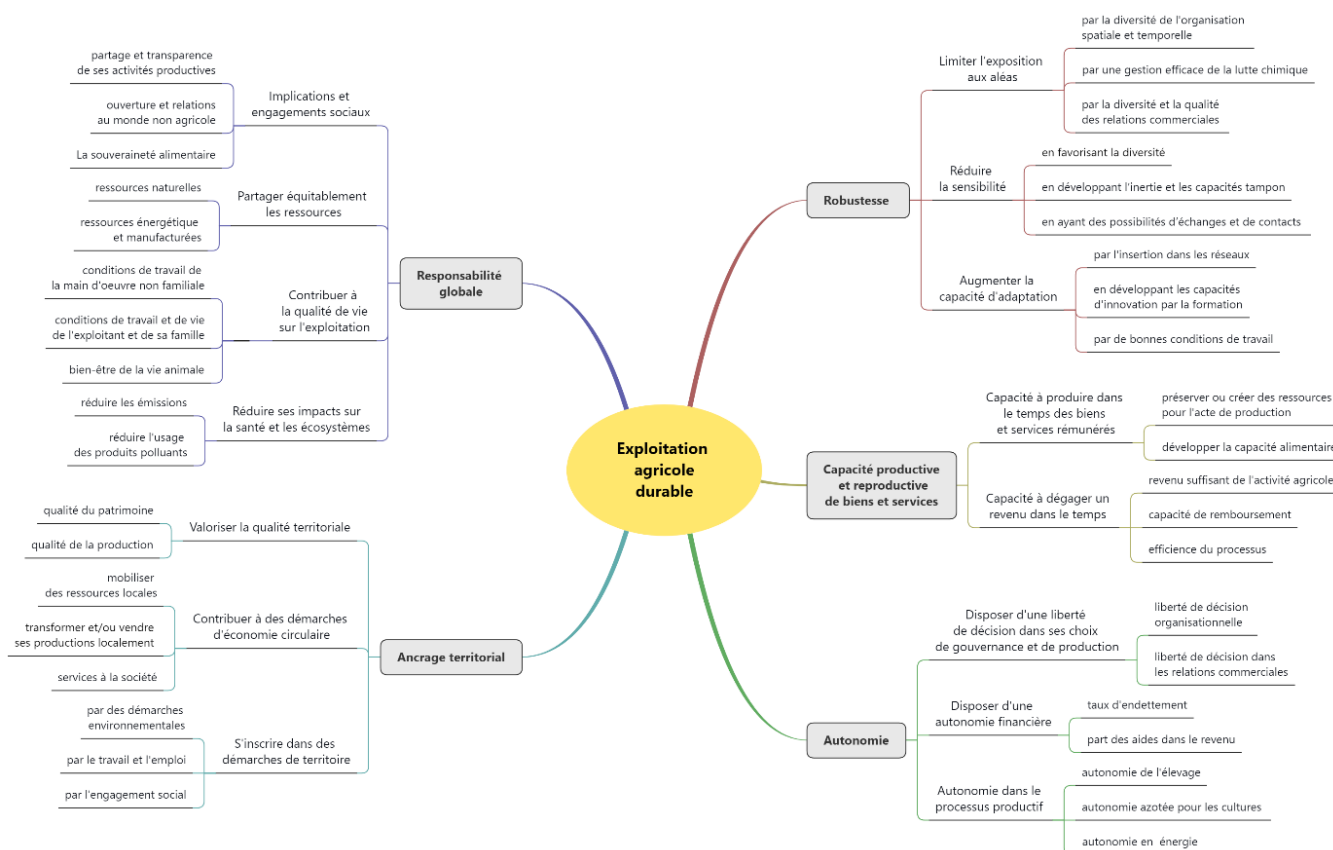 Exploitation
agricole
durable
Robustesse
Limiter l'exposition
aux aléas
par la diversité de l'organisation
spatiale et temporelle
par une gestion efficace de la lutte chimique
par la diversité et la qualité
des relations commerciales
Réduire
la sensibilité
en favorisant la diversité
en développant l'inertie et les capacités tampon
en ayant des possibilités d'échanges et de contacts
Augmenter la
capacité d'adaptation
par l'insertion dans les réseaux
en développant les capacités
d'innovation par la formation
par de bonnes conditions de travail
Capacité productive
et reproductive
de biens et services
Capacité à produire dans
le temps des biens
et services rémunérés
préserver ou créer des ressources
pour l'acte de production
développer la capacité alimentaire
Capacité à dégager un
revenu dans le temps
revenu suffisant de l'activité agricole
capacité de remboursement
efficience du processus
Autonomie
Disposer d'une liberté
de décision dans ses choix
de gouvernance et de production
liberté de décision
organisationnelle
liberté de décision dans
les relations commerciales
Disposer d'une
autonomie financière
taux d'endettement
part des aides dans le revenu
Autonomie dans le
processus productif
autonomie de l'élevage
autonomie azotée pour les cultures
autonomie en énergie
Responsabilité
globale
Implications et
engagements sociaux
partage et transparence
de ses activités productives
ouverture et relations
au monde non agricole
La souveraineté alimentaire
Partager équitablement
les ressources
ressources naturelles
ressources énergétique
et manufacturées
Contribuer à
la qualité de vie
sur l'exploitation
conditions de travail de
la main d'oeuvre non familiale
conditions de travail et de vie
de l'exploitant et de sa famille
bien-être de la vie animale
Réduire ses impacts sur
la santé et les écosystèmes
réduire les émissions
réduire l'usage
des produits polluants
Ancrage territorial
Valoriser la qualité territoriale
qualité du patrimoine
qualité de la production
Contribuer à des démarches
d'économie circulaire
mobiliser
des ressources locales
transformer et/ou vendre
ses productions localement
services à la société
S'inscrire dans des
démarches de territoire
par des démarches
environnementales
par le travail et l'emploi
par l'engagement social